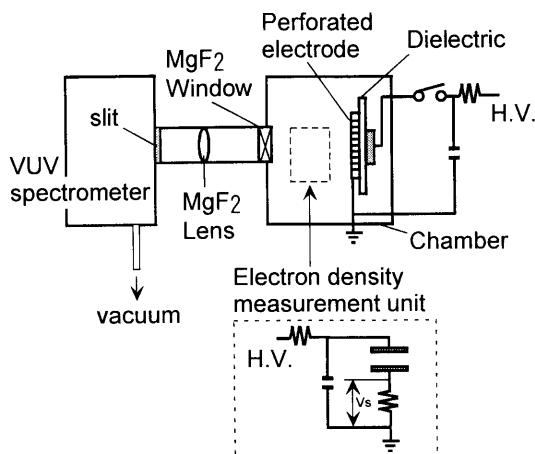 Perforated
electrode
Dielectric
MgF2
Window
slit
H.V.
VUV
spectrometer
MgF2
Lens
Chamber
vacuum
Electron density
measurement unit
H.V.
Vs